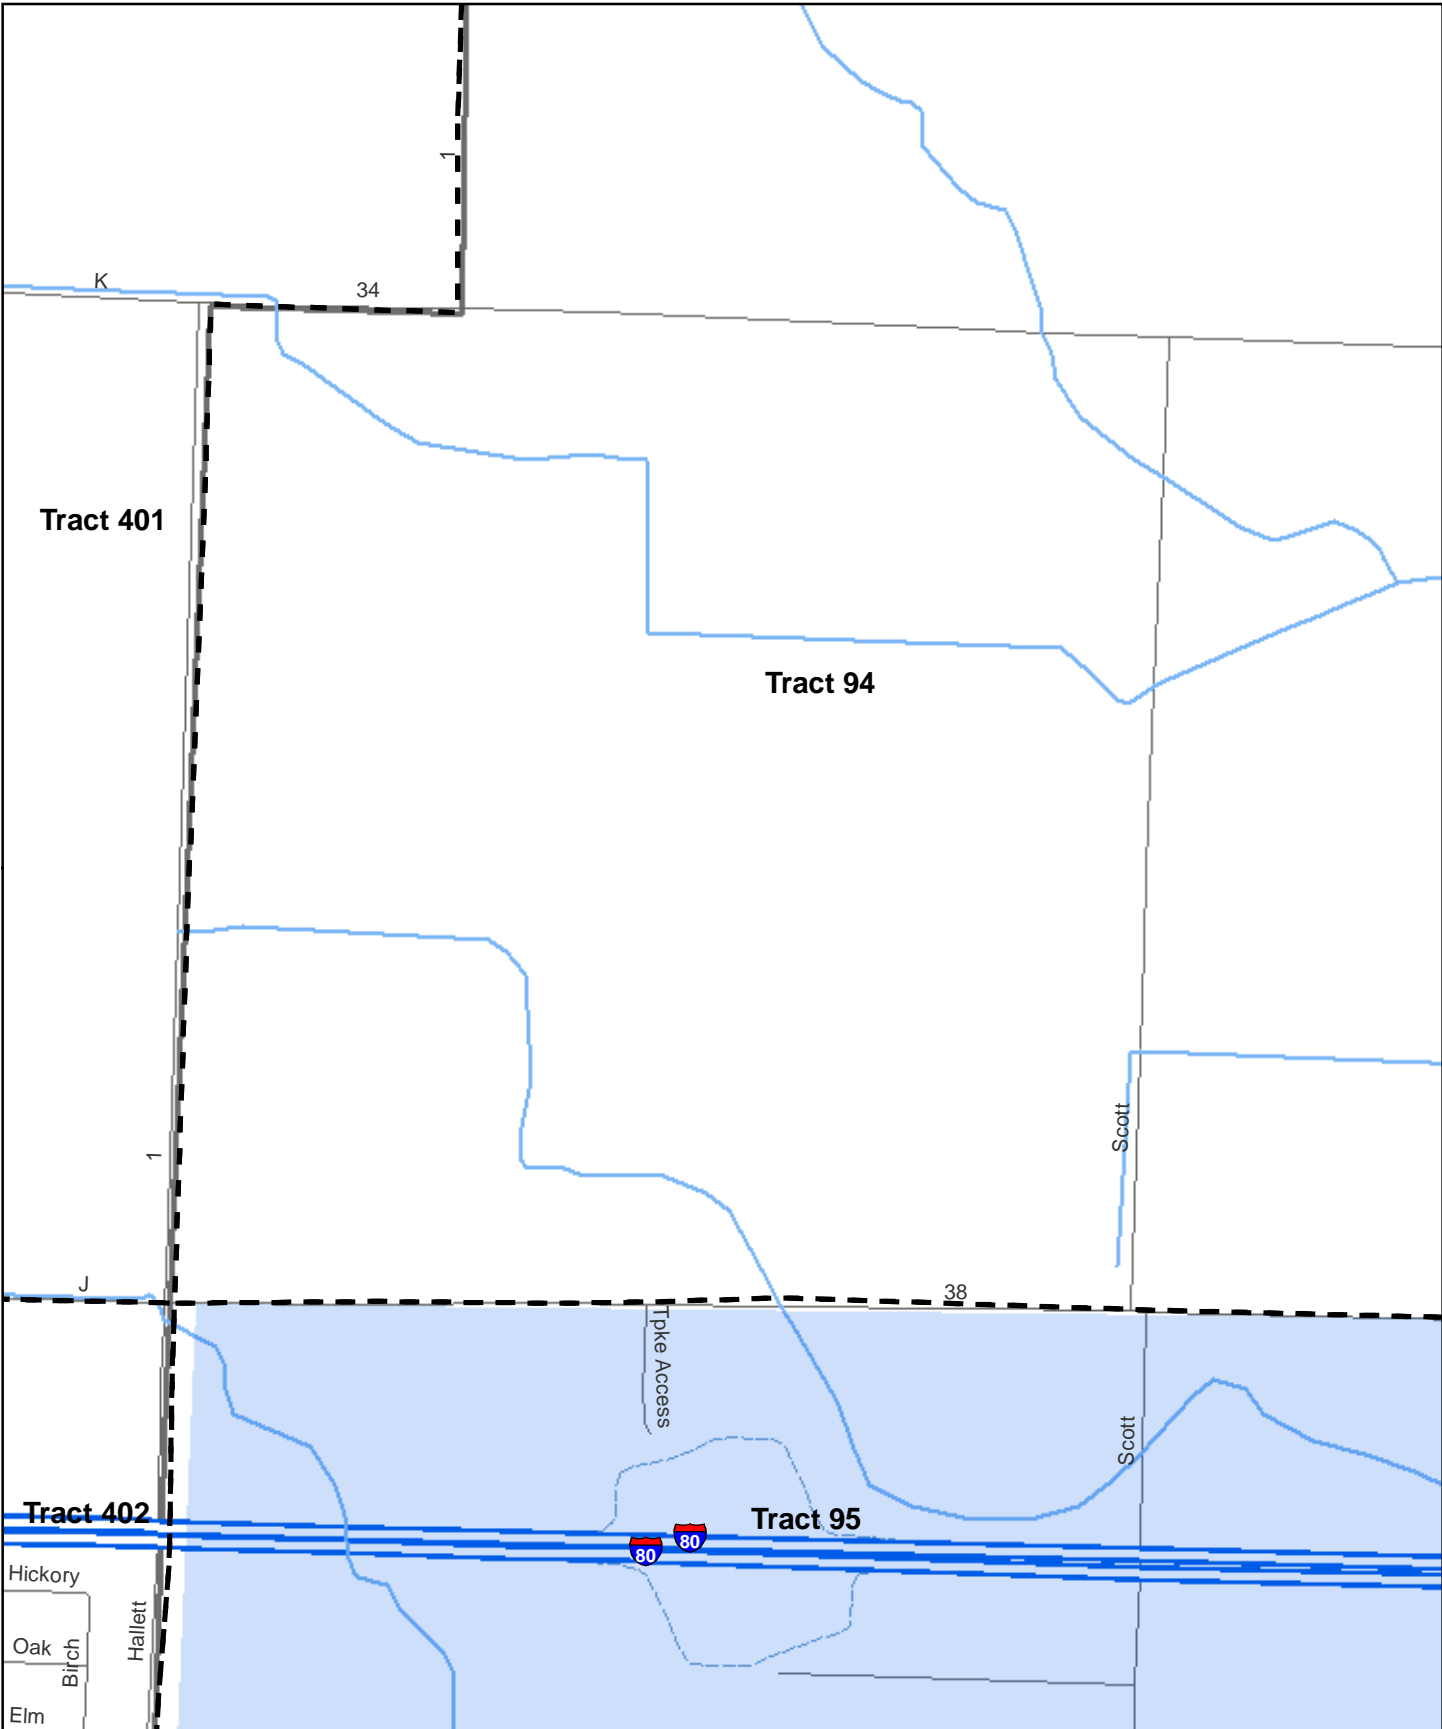 1
K
34
Tract 401
Tract 94
Scott
1
J
38
Tpke Access
Scott
Tract 402
Tract 95
80
80
Hickory
Hallett
Oak
Birch
Elm